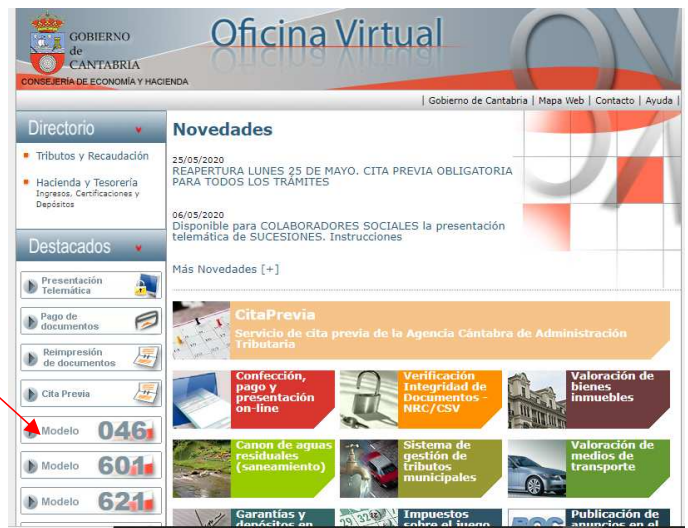 GOBIERNO
de
CANTABRIA
CONSEJERÍA DE ECONOMÍA Y HACIENDA
Oficina Virtual
| Gobierno de Cantabria | Mapa Web | Contacto | Ayuda |
Directorio
Tributos y Recaudación
Hacienda y Tesorería
Ingresos, Certificaciones y
Depósitos
Destacados
Presentación
Telemática
Pago de
documentos
Reimpresión
de documentos
Cita Previa
Modelo 046
Modelo 601
Modelo 621
Novedades
25/05/2020
REAPERTURA LUNES 25 DE MAYO. CITA PREVIA OBLIGATORIA
PARA TODOS LOS TRÁMITES
06/05/2020
Disponible para COLABORADORES SOCIALES la presentación
telemática de SUCESIONES. Instrucciones
Más Novedades [+]
CitaPrevia
Servicio de cita previa de la Agencia Cántabra de Administración
Tributaria
Confección,
pago y
presentación
on-line
Verificación
Integridad de
Documentos -
NRC/CSV
Valoración de
bienes
inmuebles
Canon de aguas
residuales
(saneamiento)
Sistema de
gestión de
tributos
municipales
Valoración de
medios de
transporte
Garantías y
depósitos en
Impuestos
sobre el juego
BOC
Publicación de
anuncios en el